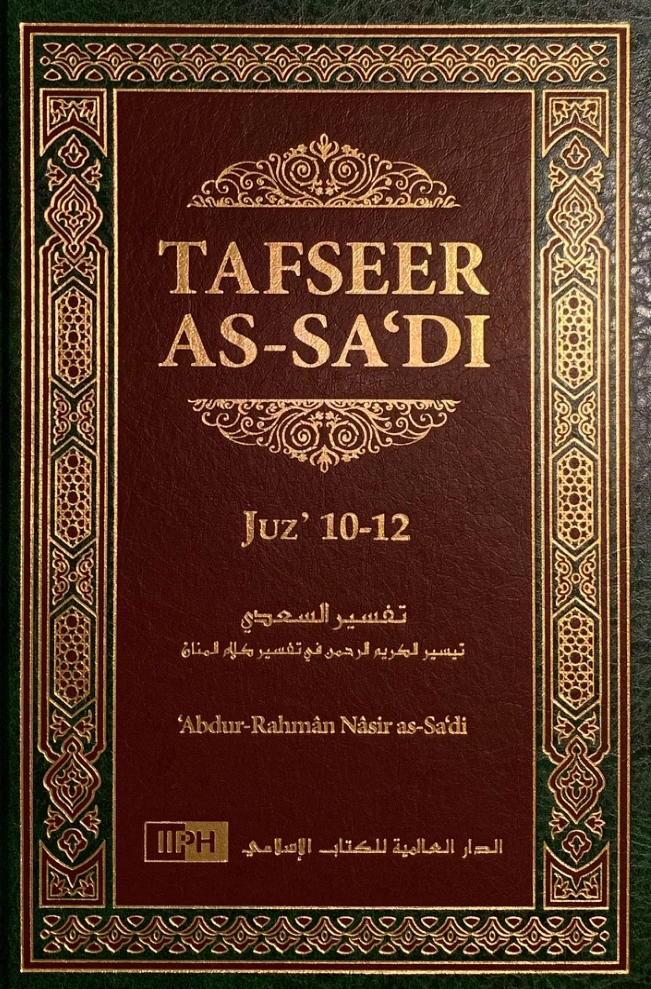 TAFSEER
AS-SA‘DI
Juz’ 10-12
تفسير السعدي
تيسير الكريم الرحمن في تفسير كلام المنان
‘Abdur-Rahmân Nâsir as-Sa‘di
IIPH
الدار العالمية للكتاب الإسلامي